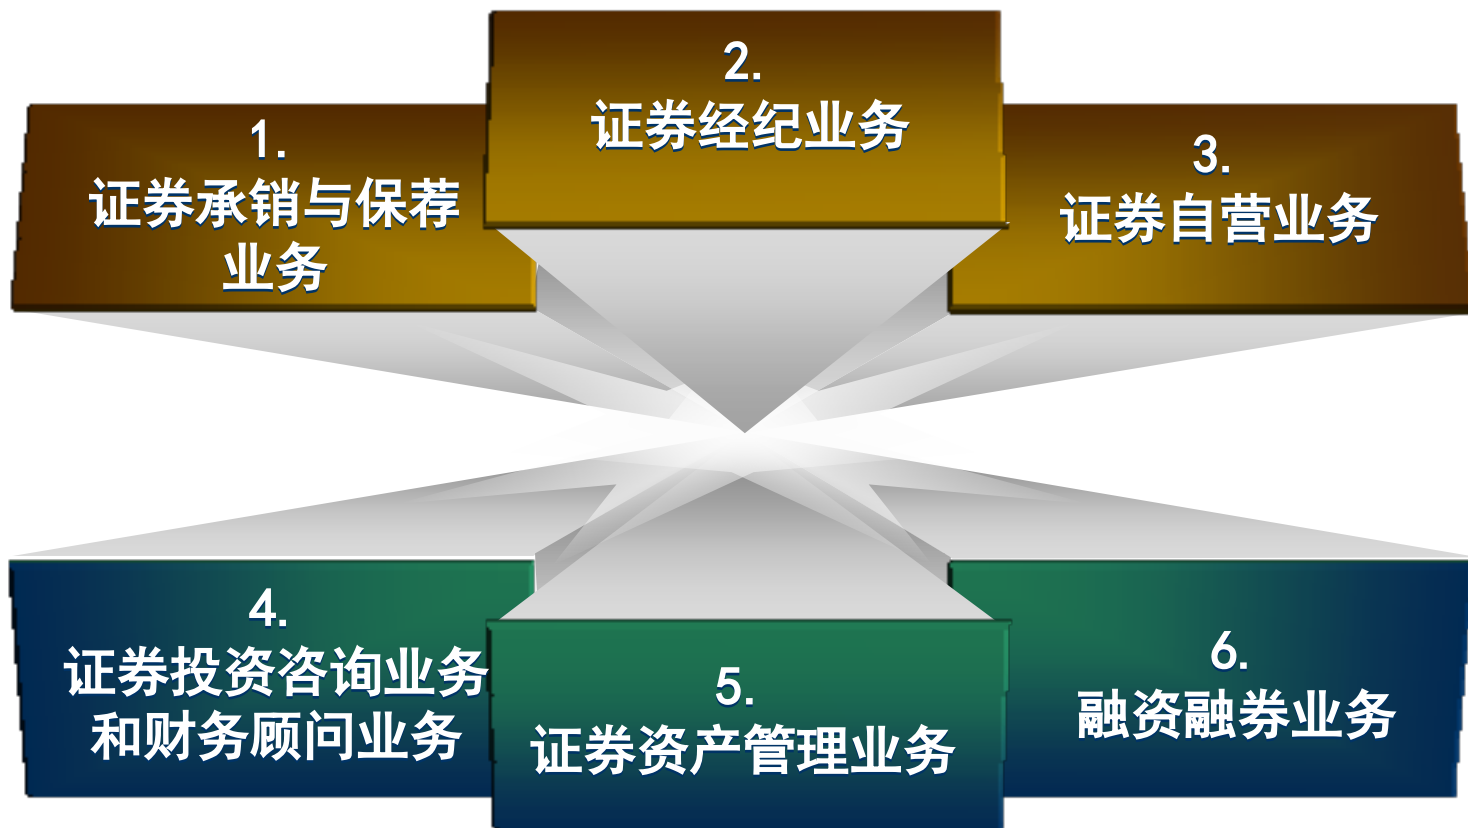 1.
证券承销与保荐
业务
2.
证券经纪业务
3.
证券自营业务
4.
证券投资咨询业务
和财务顾问业务
5.
证券资产管理业务
6.
融资融券业务